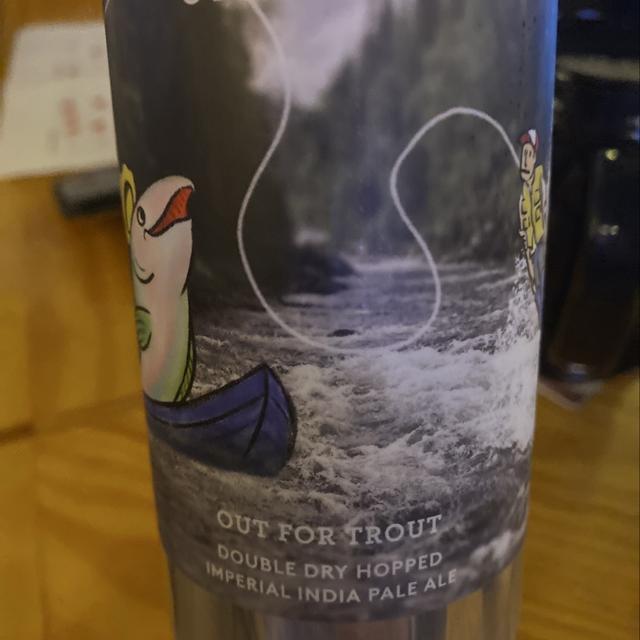 OUT FOR TROUT
DOUBLE DRY HOPPED
IMPERIAL INDIA PALE ALE